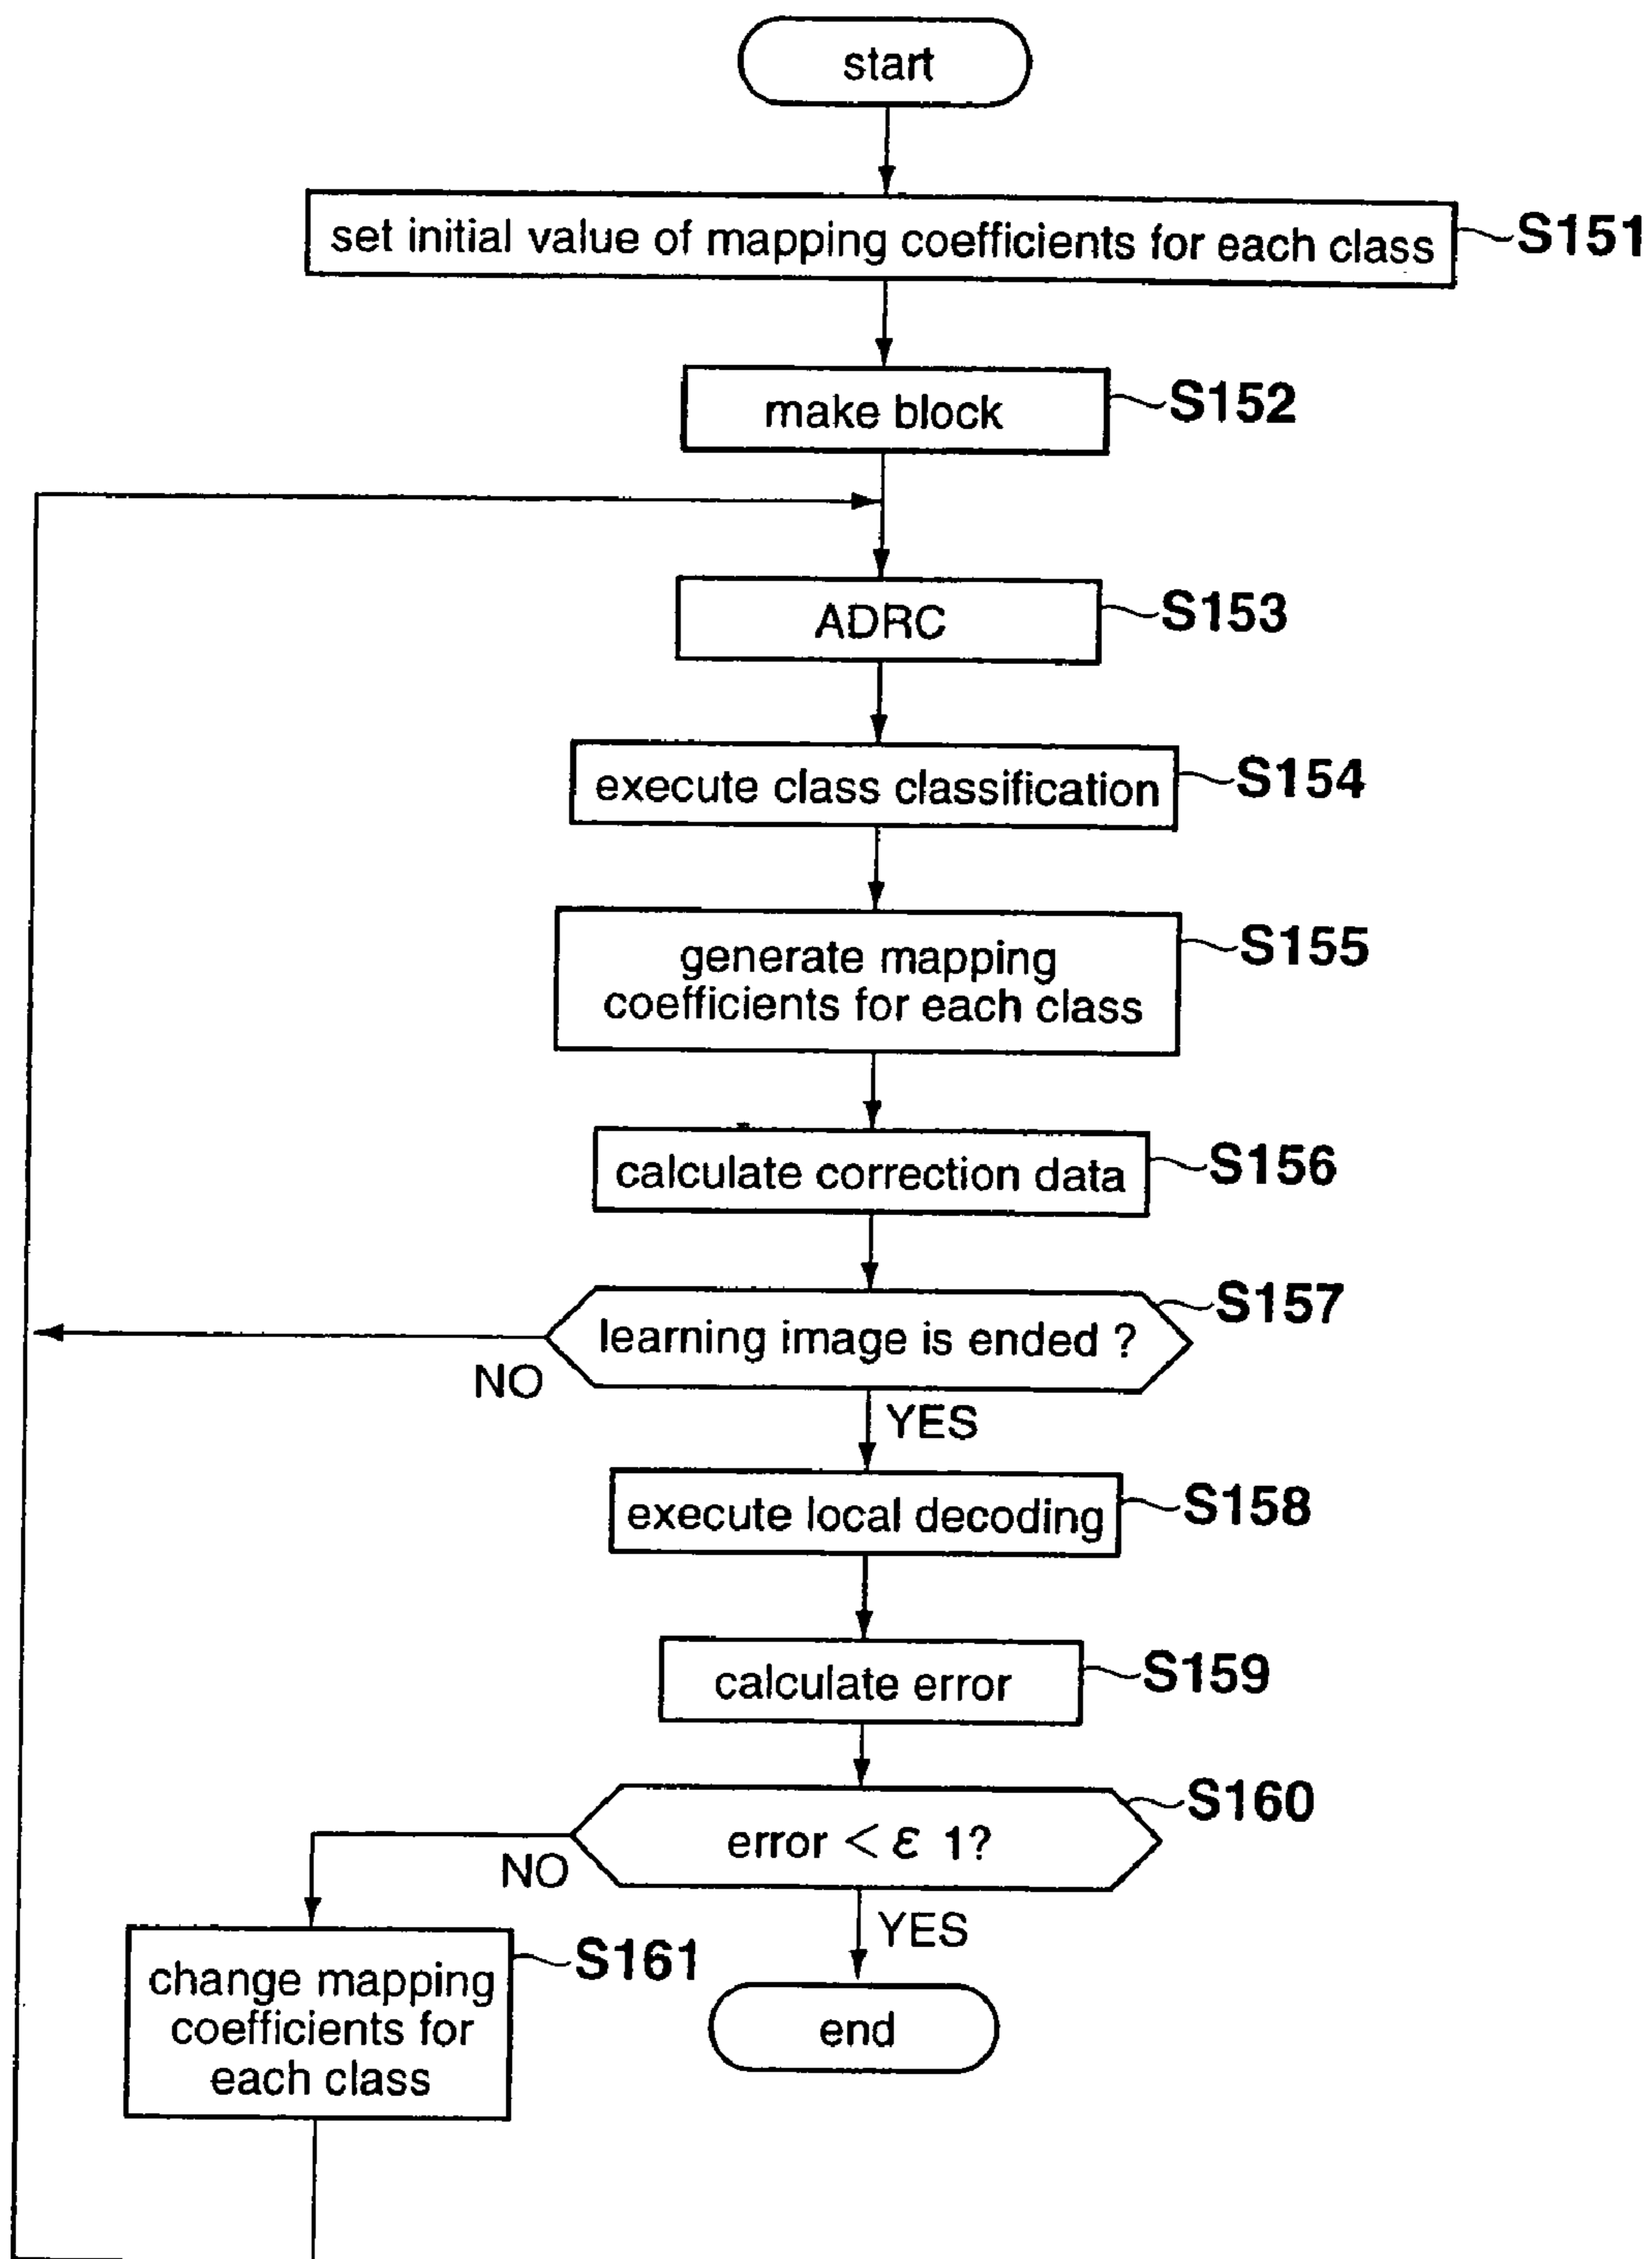 start
set initial value of mapping coefficients for each class
S151
make block
S152
ADRC
S153
execute class classification
S154
generate mapping
coefficients for each class
S155
calculate correction data
S156
learning image is ended ?
S157
NO
YES
execute local decoding
S158
calculate error
S159
error < ε 1?
S160
NO
YES
change mapping
coefficients for
each class
S161
end